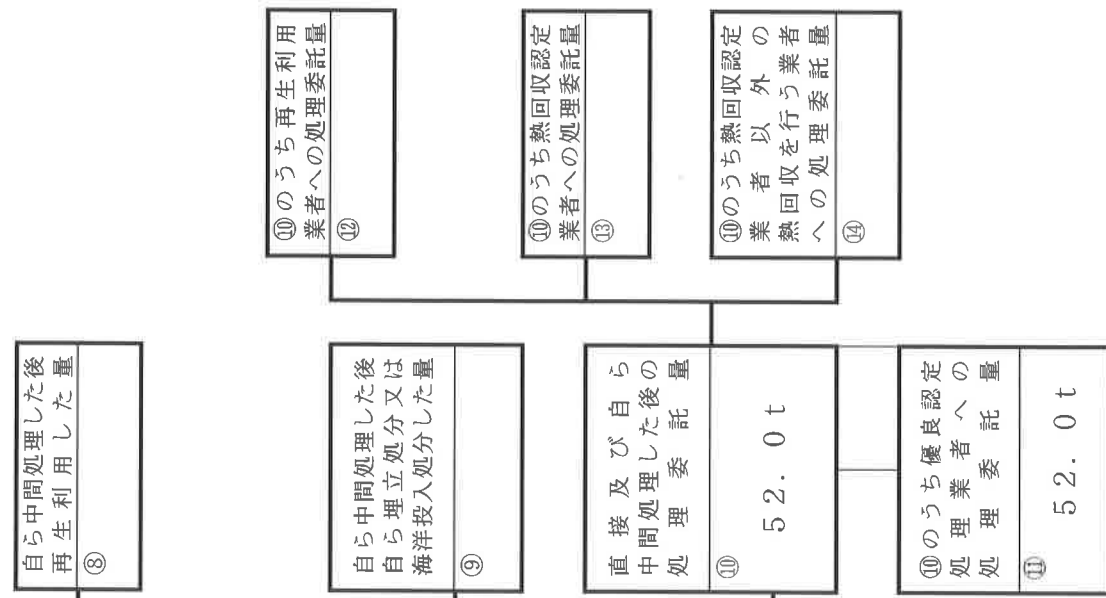 自ら中間処理した後
再生利用した量
⑧
自ら中間処理した後
自ら埋立処分又は
海洋投入処分した量
⑨
直接及び自ら
中間処理した後の
処理委託量
⑩
52.0t
⑩のうち優良認定
処理業者への
処理委託量
⑪
52.0t
⑩のうち再生利用
業者への処理委託量
⑫
⑩のうち熱回収認定
業者への処理委託量
⑬
⑩のうち熱回収認定
業者以外の
熱回収を行う業者
への処理委託量
⑭